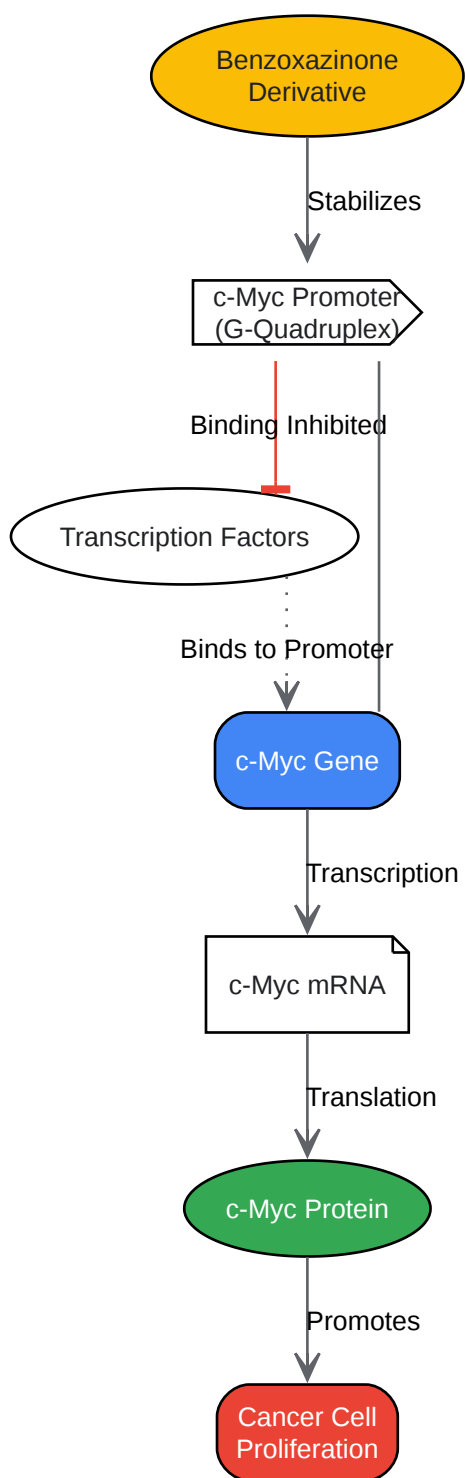 Benzoxazinone
Derivative
Stabilizes
c-Myc Promoter
(G-Quadruplex)
Binding Inhibited
Transcription Factors
Binds to Promoter
c-Myc Gene
Transcription
c-Myc mRNA
Translation
c-Myc Protein
Promotes
Cancer Cell
Proliferation